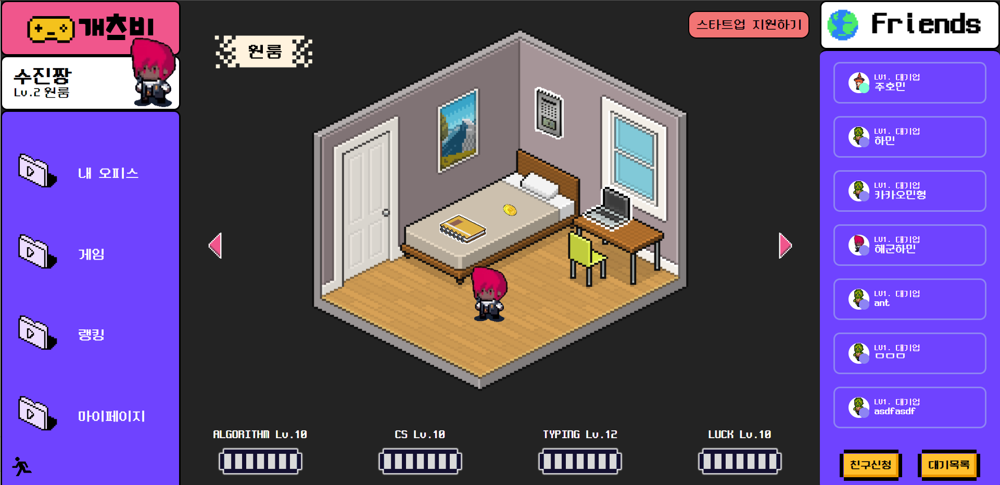 개츠비
수진짱
Lv.2 원룸
내 오피스
게임
랭킹
마이페이지
원룸
스타트업 지원하기
ALGORITHM Lv.10
CS Lv.10
TYPING Lv.12
LUCK Lv.10
Friends
LV1. 대기업
주호민
LV1. 대기업
하민
LV1. 대기업
카카오민형
LV1. 대기업
해군하민
LV1. 대기업
ant
LV1. 대기업
ㅁㅁㅁ
LV1. 대기업
asdfasdf
친구신청
대기목록